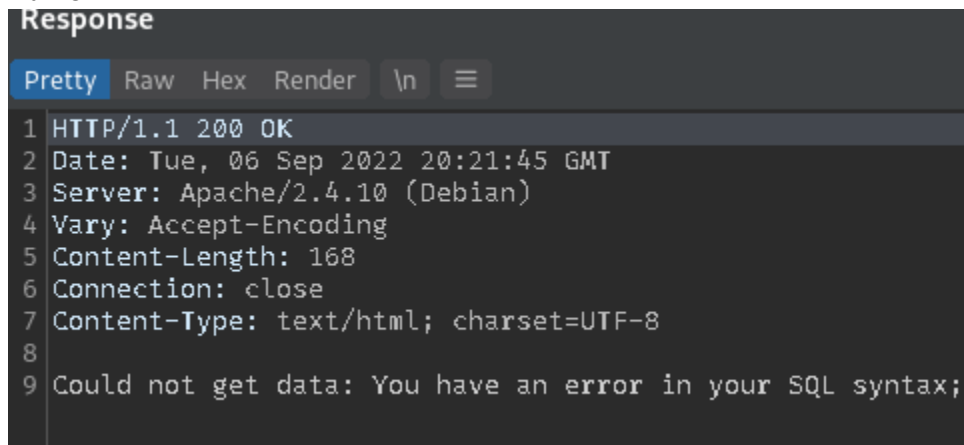 Response
Pretty Raw Hex Render \n ≡
1 HTTP/1.1 200 OK
2 Date: Tue, 06 Sep 2022 20:21:45 GMT
3 Server: Apache/2.4.10 (Debian)
4 Vary: Accept-Encoding
5 Content-Length: 168
6 Connection: close
7 Content-Type: text/html; charset=UTF-8
8
9 Could not get data: You have an error in your SQL syntax;